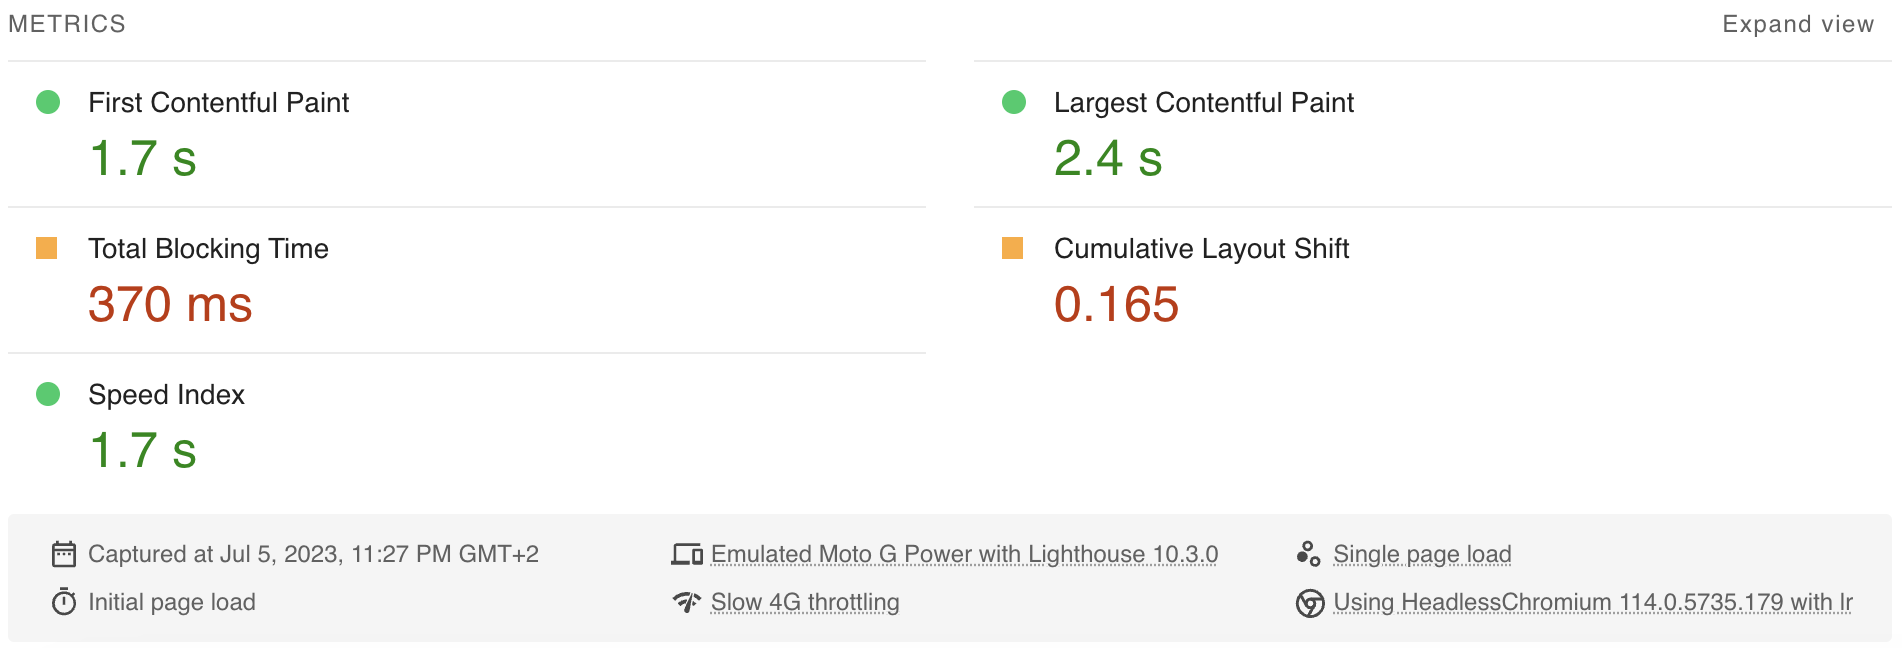 METRICS
Expand view
First Contentful Paint
1.7 s
Largest Contentful Paint
2.4 s
Total Blocking Time
370 ms
Cumulative Layout Shift
0.165
Speed Index
1.7 s
Captured at Jul 5, 2023, 11:27 PM GMT+2
Emulated Moto G Power with Lighthouse 10.3.0
Single page load
Initial page load
Slow 4G throttling
Using HeadlessChromium 114.0.5735.179 with lr